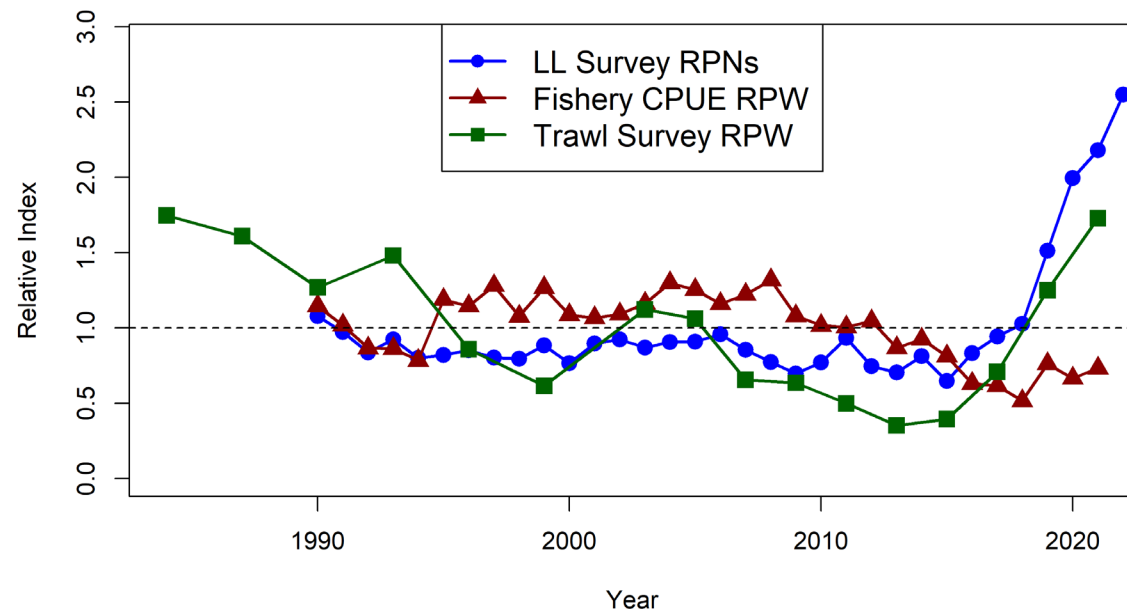 LL Survey RPNs
Fishery CPUE RPW
Trawl Survey RPW
Relative Index
3.0
2.5
2.0
1.5
1.0
0.5
0.0
1990 2000 2010 2020
Year